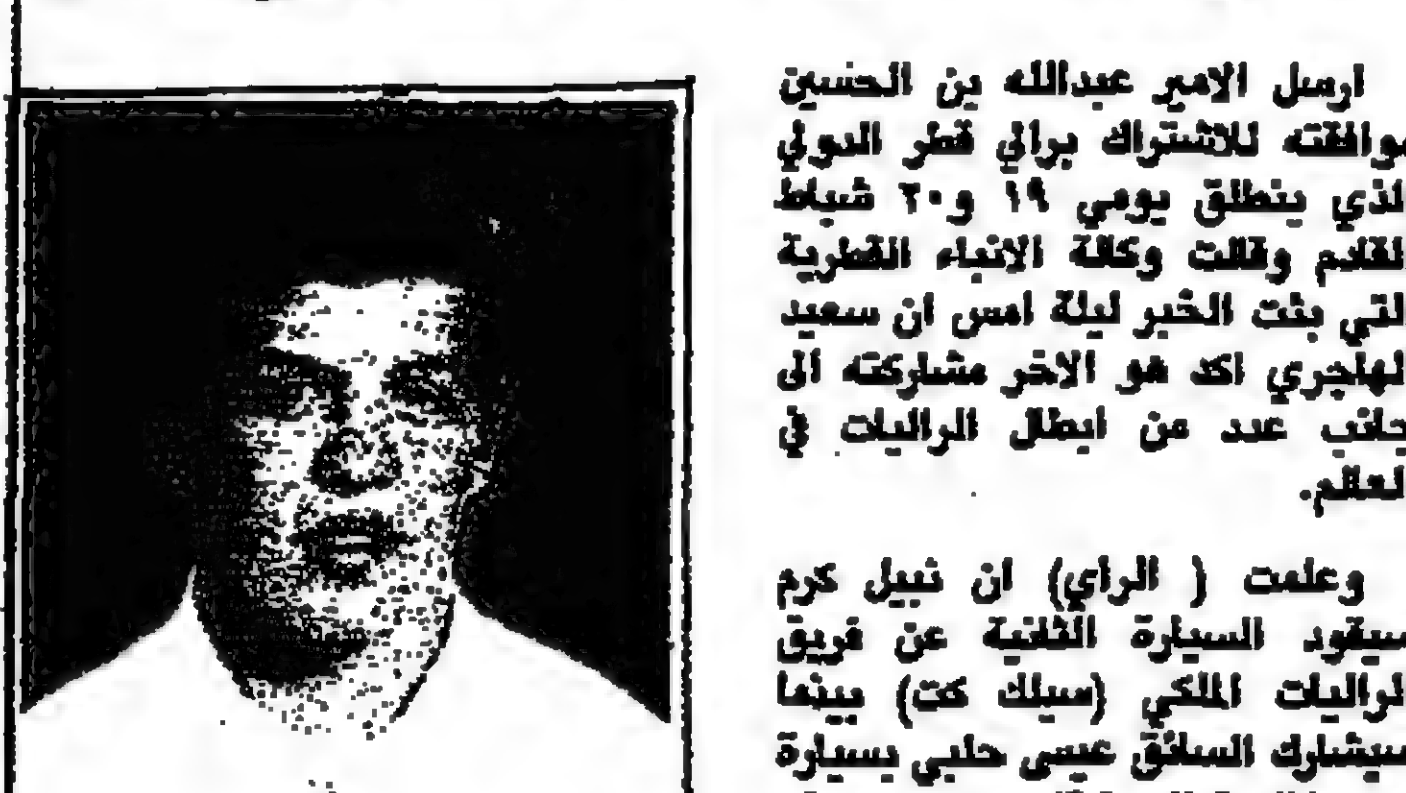 ارسل الامير عبدالله بن الحسين
موافقته للاشتراك برالي قطر الدولي
الذي ينطلق يومي ١٩ و٢٠ شباط
القادم وقالت وكالة الانباء القطرية
التي بثت الخبر ليلة امس ان سعيد
الهاجري اكد هو الاخر مشاركته الى
جانب عدد من ابطال الراليات في
العالم.
وعلمت ( الراي) ان نبيل كرم
سيقود السيارة الثانية عن فريق
الراليات الملكي (سيلك كت) بينما
سيشارك السائق عيسى حلبي بسيارة